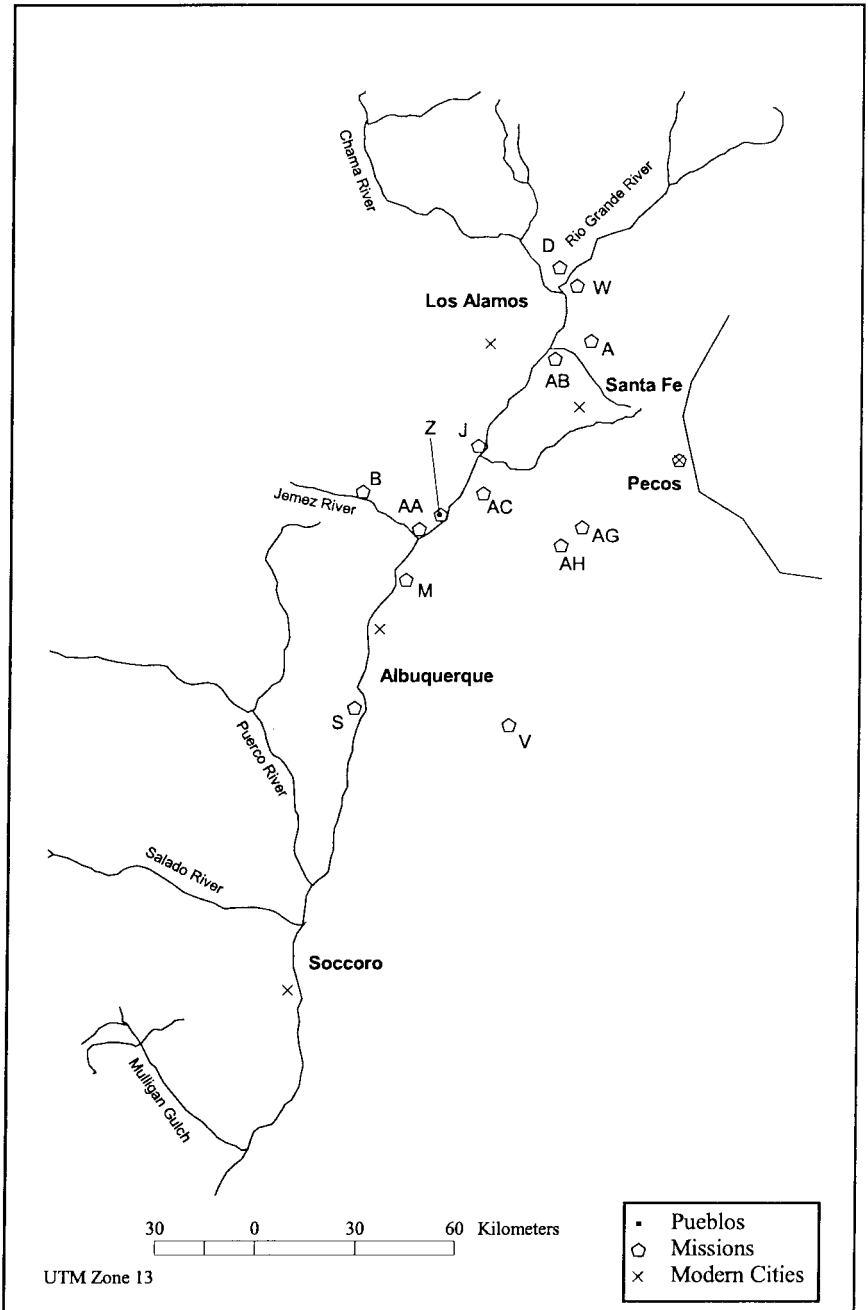 Chama River
Rio Grande River
D
W
Los Alamos
A
AB
Santa Fe
Z
J
B
Jemez River
AA
AC
Pecos
AG
AH
M
Albuquerque
S
V
Puerco River
Salado River
Soccoro
Mulligan Gulch
30 0 30 60 Kilometers
UTM Zone 13
Pueblos
Missions
Modern Cities